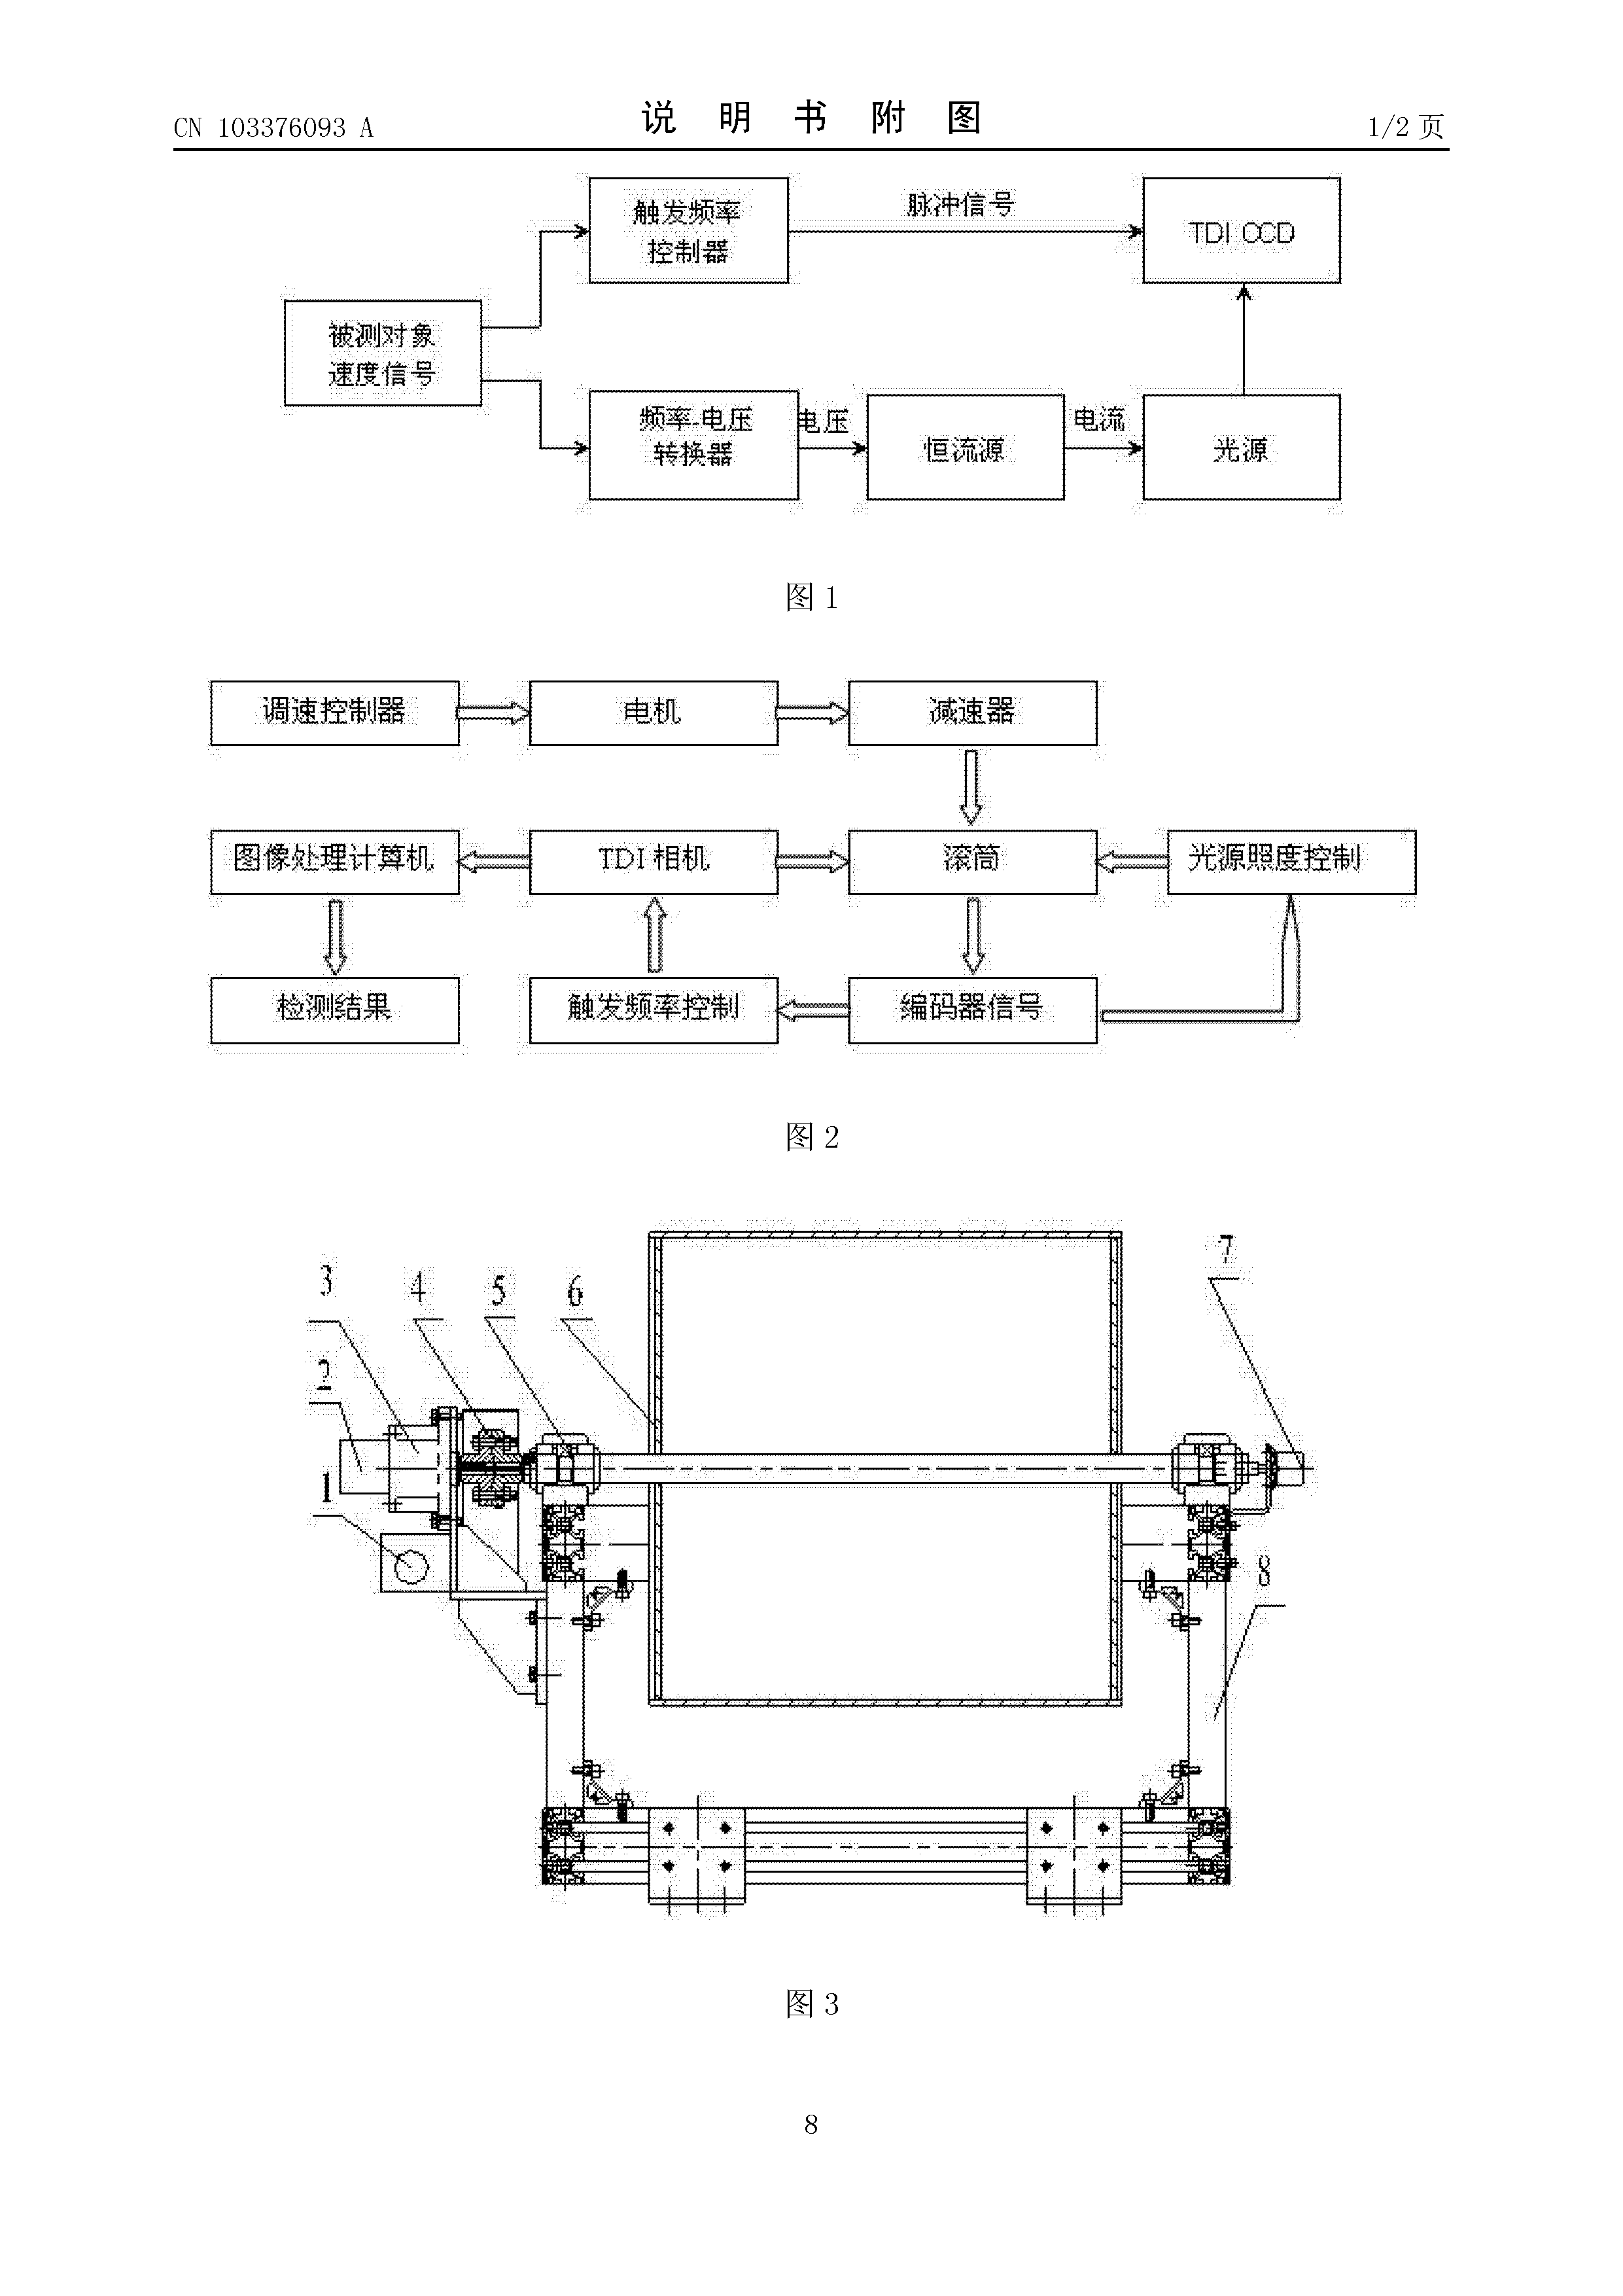 CN 103376093 A
说明书附图
1/2 页
触发频率
控制器
脉冲信号
TDI CCD
被测对象
速度信号
频率-电压
转换器
电压
恒流源
电流
光源
图 1
调速控制器
电机
减速器
图像处理计算机
TDI 相机
滚筒
光源照度控制
检测结果
触发频率控制
编码器信号
图 2
3
4
5
6
7
2
1
8
图 3
8